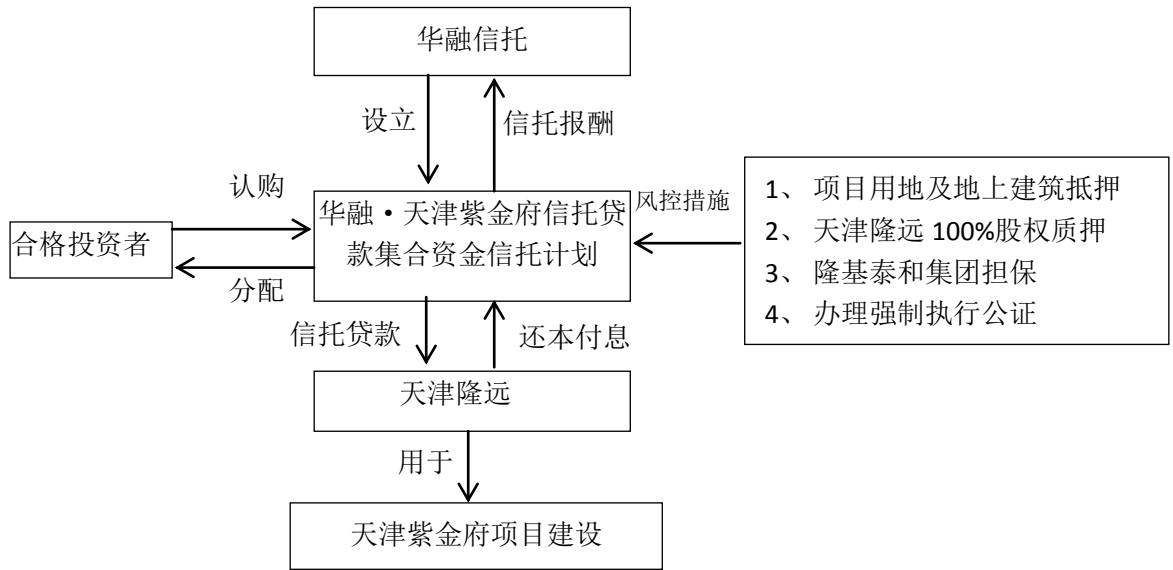 华融信托
设立
信托报酬
认购
华融·天津紫金府信托贷
款集合资金信托计划
合格投资者
分配
风控措施
1、 项目用地及地上建筑抵押
2、 天津隆远 100%股权质押
3、 隆基泰和集团担保
4、 办理强制执行公证
信托贷款
还本付息
天津隆远
用于
天津紫金府项目建设